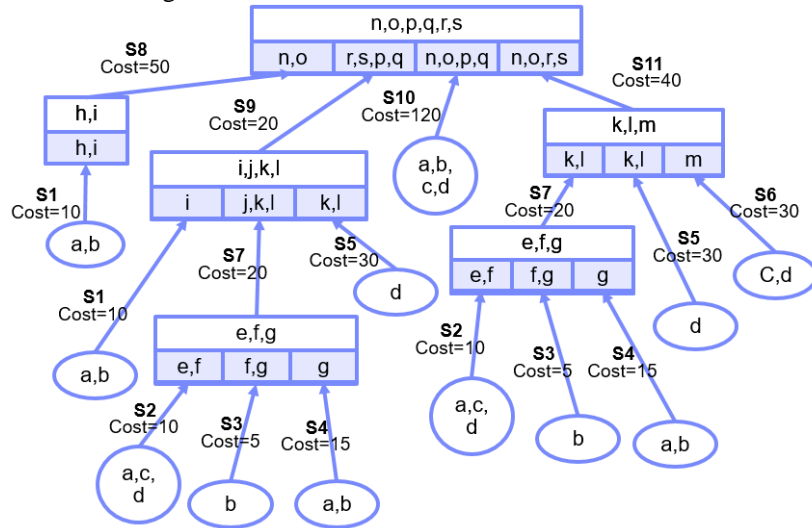 n,o,p,q,r,s
n,o r,s,p,q n,o,p,q n,o,r,s
S8
Cost=50
S9
Cost=20
S10
Cost=120
S11
Cost=40
h,i
h,i
a,b,
c,d
k,l,m
k,l k,l m
i,j,k,l
i j,k,l k,l
S1
Cost=10
a,b
S7
Cost=20
S5
Cost=30
S6
Cost=30
S1
Cost=10
S7
Cost=20
S5
Cost=30
d
e,f,g
e,f f,g g
C,d
d
a,b
e,f,g
e,f f,g g
S2
Cost=10
S3
Cost=5
S4
Cost=15
S2
Cost=10
S3
Cost=5
S4
Cost=15
a,c,
d
b
a,b
a,c,
d
b
a,b